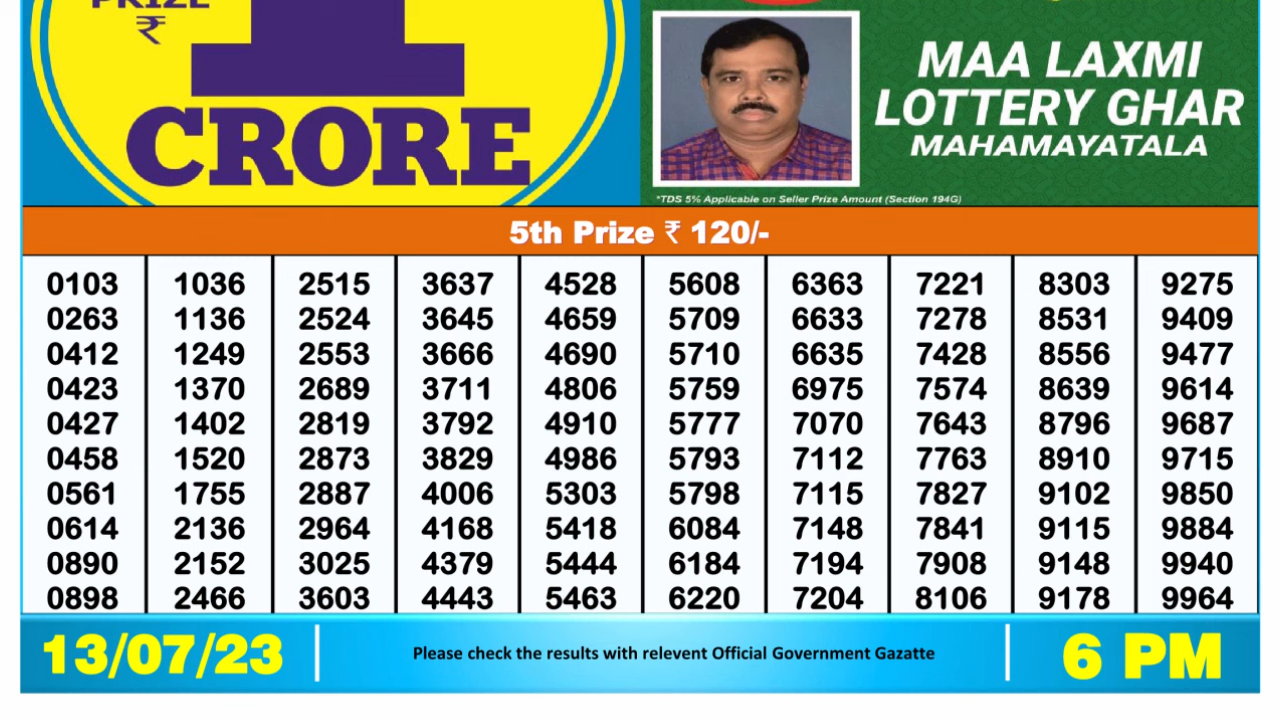 PRIZE
₹
1
CRORE
MAA LAXMI
LOTTERY GHAR
MAHAMAYATALA
*TDS 5% Applicable on Seller Prize Amount (Section 194G)
5th Prize ₹ 120/-
0103 1036 2515 3637 4528 5608 6363 7221 8303 9275
0263 1136 2524 3645 4659 5709 6633 7278 8531 9409
0412 1249 2553 3666 4690 5710 6635 7428 8556 9477
0423 1370 2689 3711 4806 5759 6975 7574 8639 9614
0427 1402 2819 3792 4910 5777 7070 7643 8796 9687
0458 1520 2873 3829 4986 5793 7112 7763 8910 9715
0561 1755 2887 4006 5303 5798 7115 7827 9102 9850
0614 2136 2964 4168 5418 6084 7148 7841 9115 9884
0890 2152 3025 4379 5444 6184 7194 7908 9148 9940
0898 2466 3603 4443 5463 6220 7204 8106 9178 9964
13/07/23
Please check the results with relevent Official Government Gazatte
6 PM